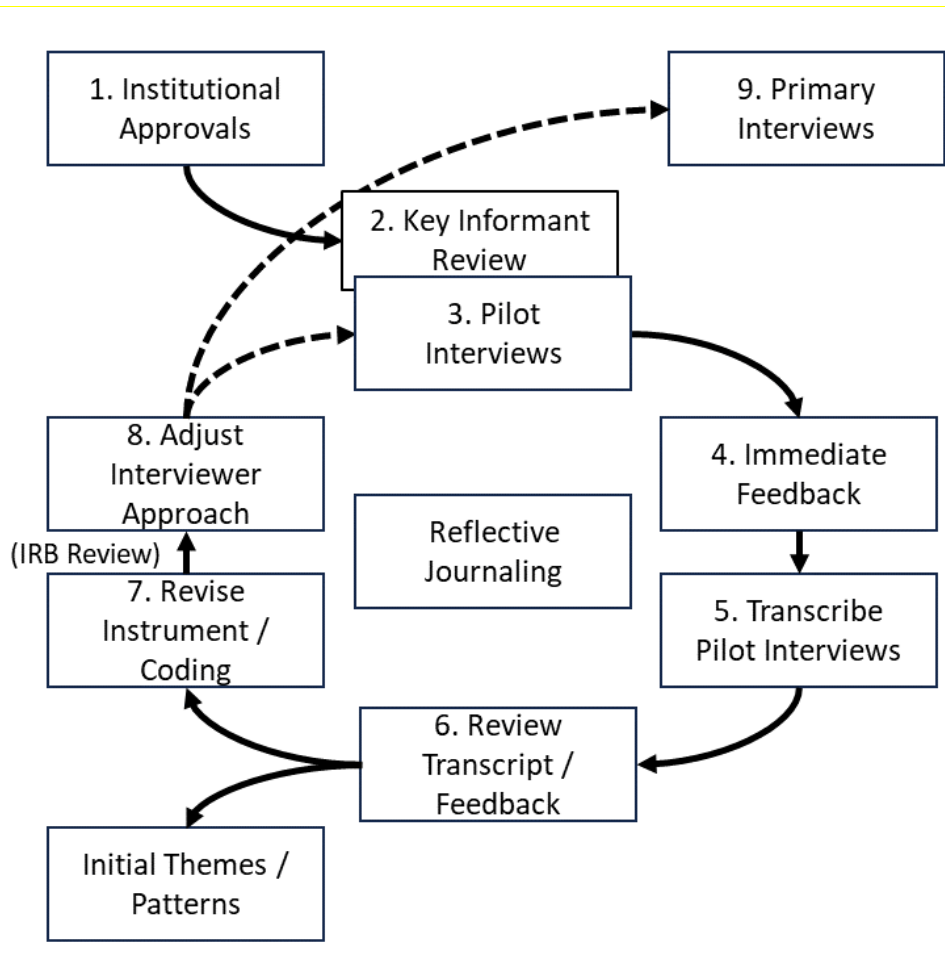 1. Institutional
Approvals
9. Primary
Interviews
2. Key Informant
Review
3. Pilot
Interviews
4. Immediate
Feedback
5. Transcribe
Pilot Interviews
6. Review
Transcript /
Feedback
7. Revise
Instrument /
Coding
(IRB Review)
8. Adjust
Interviewer
Approach
Reflective
Journaling
Initial Themes /
Patterns